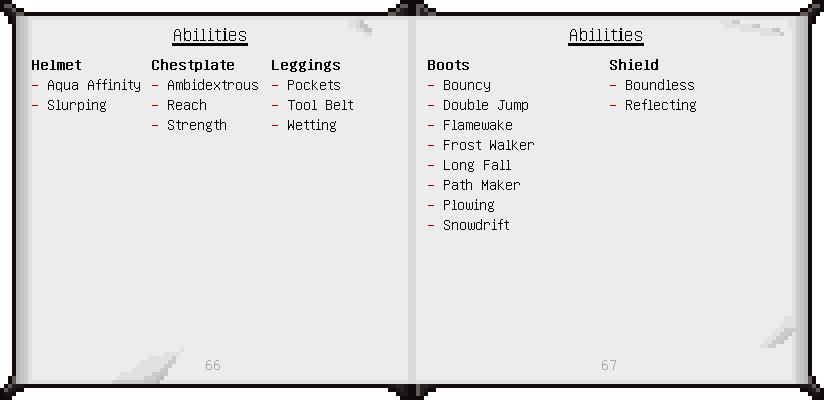 Abilities
Helmet
- Aqua Affinity
- Slurping
Chestplate
- Ambidextrous
- Reach
- Strength
Leggings
- Pockets
- Tool Belt
- Wetting
66
Abilities
Boots
- Bouncy
- Double Jump
- Flamewake
- Frost Walker
- Long Fall
- Path Maker
- Plowing
- Snowdrift
Shield
- Boundless
- Reflecting
67